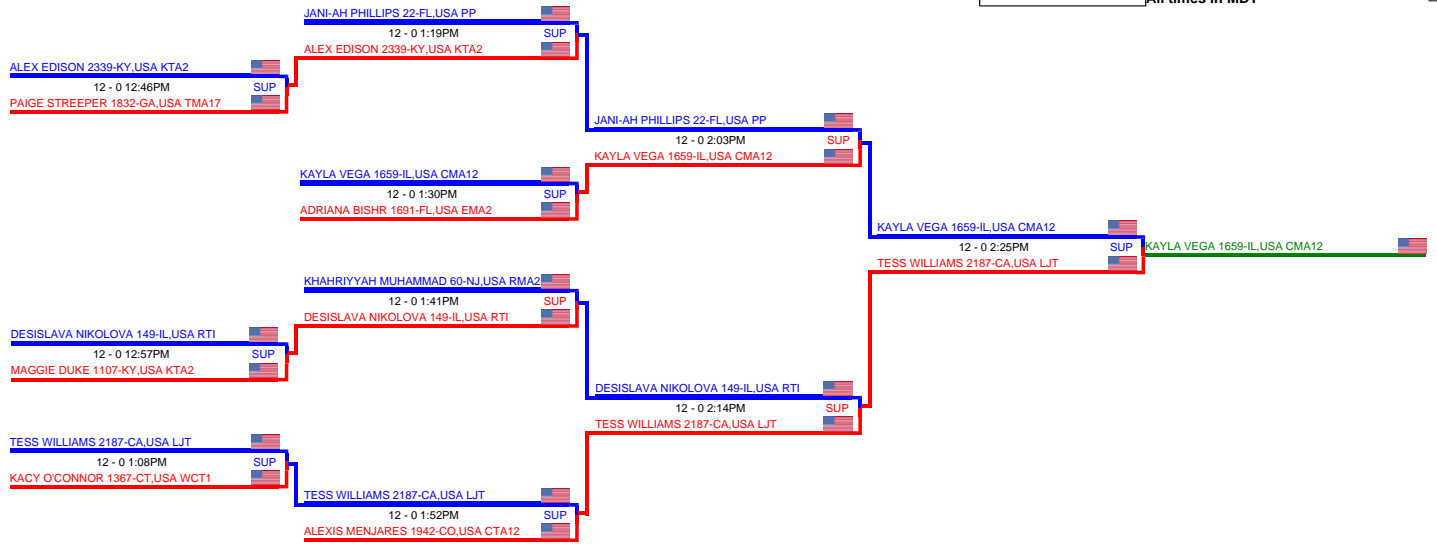 All times in MDT
JANI-AH PHILLIPS 22-FL,USA PP
12 - 0 1:19PM SUP
ALEX EDISON 2339-KY,USA KTA2
ALEX EDISON 2339-KY,USA KTA2
12 - 0 12:46PM SUP
PAIGE STREEPER 1832-GA,USA TMA17
JANI-AH PHILLIPS 22-FL,USA PP
12 - 0 2:03PM SUP
KAYLA VEGA 1659-IL,USA CMA12
KAYLA VEGA 1659-IL,USA CMA12
12 - 0 1:30PM SUP
ADRIANA BISHR 1691-FL,USA EMA2
KAYLA VEGA 1659-IL,USA CMA12
12 - 0 2:25PM SUP
KAYLA VEGA 1659-IL,USA CMA12
TESS WILLIAMS 2187-CA,USA LJT
KHAHRIYYAH MUHAMMAD 60-NJ,USA RMA2
12 - 0 1:41PM SUP
DESISLAVA NIKOLOVA 149-IL,USA RTI
DESISLAVA NIKOLOVA 149-IL,USA RTI
12 - 0 12:57PM SUP
MAGGIE DUKE 1107-KY,USA KTA2
DESISLAVA NIKOLOVA 149-IL,USA RTI
12 - 0 2:14PM SUP
TESS WILLIAMS 2187-CA,USA LJT
TESS WILLIAMS 2187-CA,USA LJT
12 - 0 1:08PM SUP
KACY O'CONNOR 1367-CT,USA WCT1
TESS WILLIAMS 2187-CA,USA LJT
12 - 0 1:52PM SUP
ALEXIS MENJARES 1942-CO,USA CTA12